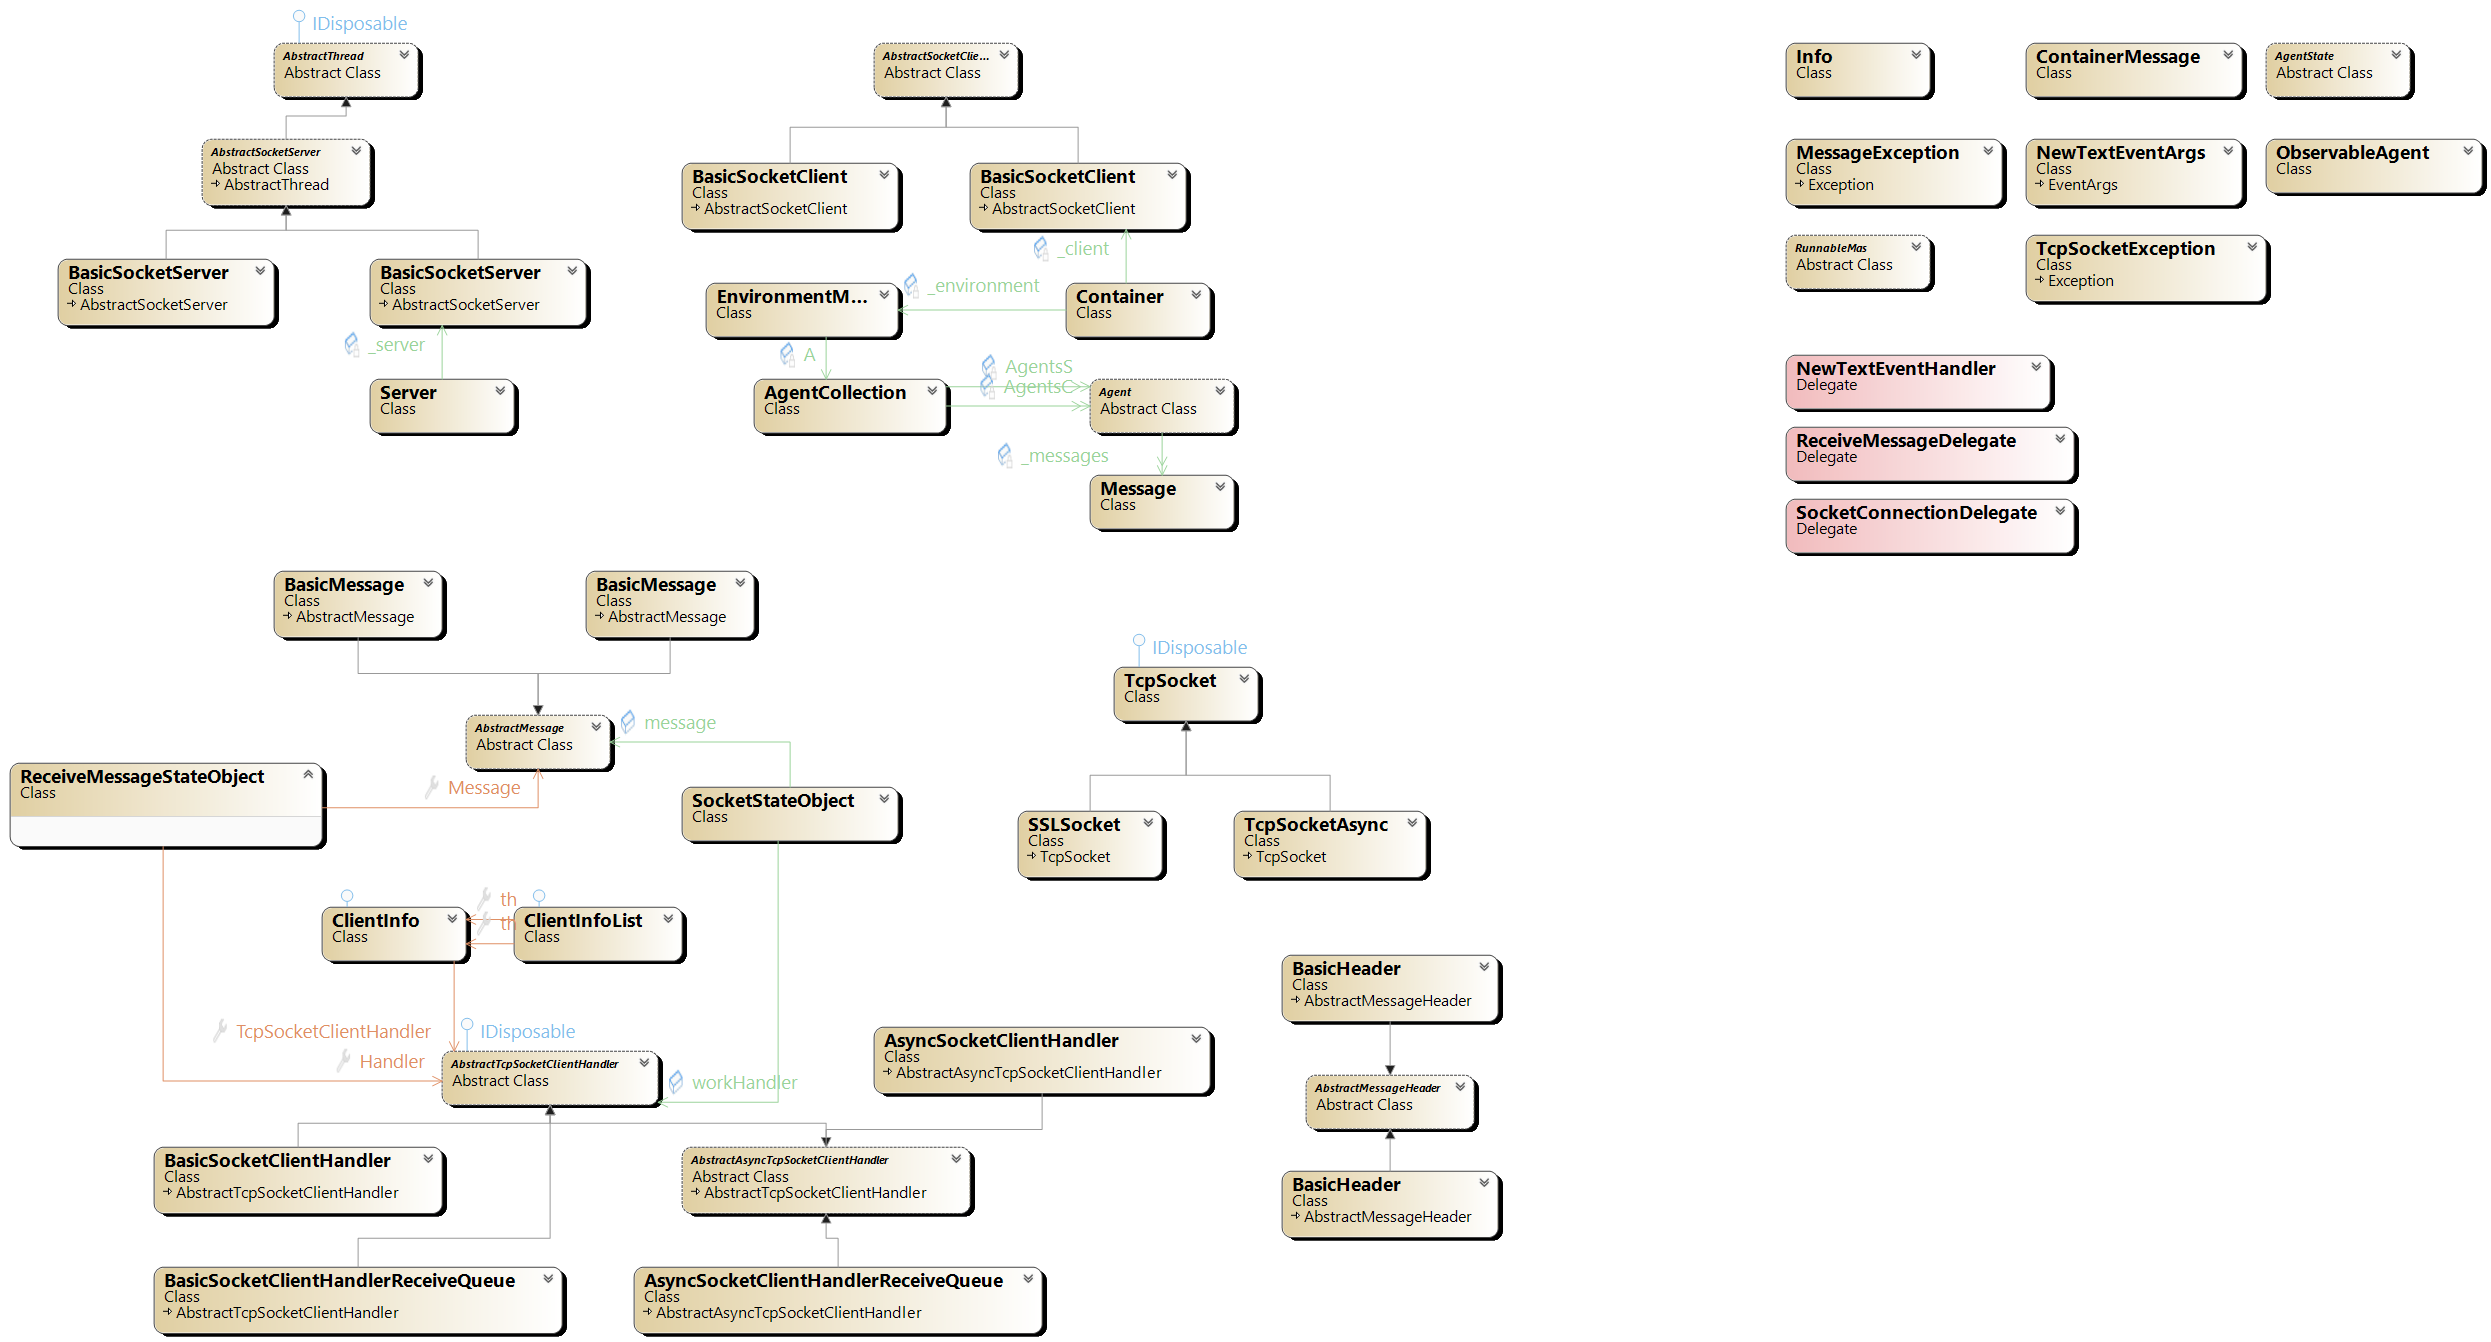 IDisposable
AbstractThread
Abstract Class
AbstractSocketServer
Abstract Class
AbstractThread
BasicSocketServer
Class
AbstractSocketServer
BasicSocketServer
Class
AbstractSocketServer
_server
Server
Class
AbstractSocketClie...
Abstract Class
BasicSocketClient
Class
AbstractSocketClient
BasicSocketClient
Class
AbstractSocketClient
_client
_environment
EnvironmentM...
Class
Container
Class
A
AgentCollection
Class
AgentsS
AgentsC
Agent
Abstract Class
_messages
Message
Class
Info
Class
ContainerMessage
Class
AgentState
Abstract Class
MessageException
Class
Exception
NewTextEventArgs
Class
EventArgs
ObservableAgent
Class
RunnableMas
Abstract Class
TcpSocketException
Class
Exception
NewTextEventHandler
Delegate
ReceiveMessageDelegate
Delegate
SocketConnectionDelegate
Delegate
BasicMessage
Class
AbstractMessage
BasicMessage
Class
AbstractMessage
AbstractMessage
Abstract Class
message
ReceiveMessageStateObject
Class
Message
SocketStateObject
Class
ClientInfo
Class
th
th
ClientInfoList
Class
TcpSocketClientHandler
IDisposable
Handler
AbstractTcpSocketClientHandler
Abstract Class
workHandler
BasicSocketClientHandler
Class
AbstractTcpSocketClientHandler
BasicSocketClientHandlerReceiveQueue
Class
AbstractTcpSocketClientHandler
AsyncSocketClientHandler
Class
AbstractAsyncTcpSocketClientHandler
AbstractAsyncTcpSocketClientHandler
Abstract Class
AbstractTcpSocketClientHandler
AsyncSocketClientHandlerReceiveQueue
Class
AbstractAsyncTcpSocketClientHandler
IDisposable
TcpSocket
Class
SSLSocket
Class
TcpSocket
TcpSocketAsync
Class
TcpSocket
BasicHeader
Class
AbstractMessageHeader
AbstractMessageHeader
Abstract Class
BasicHeader
Class
AbstractMessageHeader